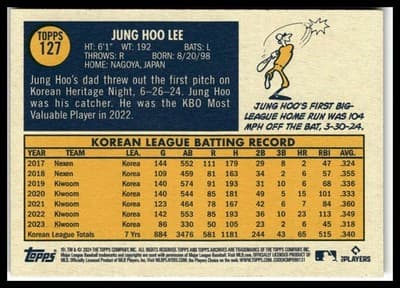 TOPPS
127
JUNG HOO LEE
HT: 6'1" WT: 192 BATS: L
THROWS: R BORN: 8/20/98
HOME: NAGOYA, JAPAN
Jung Hoo's dad threw out the first pitch on
Korean Heritage Night, 6-26-24. Jung Hoo
was his catcher. He was the KBO Most
Valuable Player in 2022.
JUNG HOO'S FIRST BIG-
LEAGUE HOME RUN WAS 104
MPH OFF THE BAT, 3-30-24.
KOREAN LEAGUE BATTING RECORD
YEAR TEAM LEA. G AB R H 2B 3B HR RBI AVG.
2017 Nexen Korea 144 552 111 179 29 8 2 47 .324
2018 Nexen Korea 109 459 81 163 34 2 6 57 .355
2019 Kiwoom Korea 140 574 91 193 31 10 6 68 .336
2020 Kiwoom Korea 140 544 85 181 49 5 15 101 .333
2021 Kiwoom Korea 123 464 78 167 42 6 7 84 .360
2022 Kiwoom Korea 142 553 85 193 36 10 23 113 .349
2023 Kiwoom Korea 86 330 50 105 23 2 6 45 .318
Korean League Totals 7 Yrs 884 3476 581 1181 244 43 65 515 .340
Topps
MLB
PLAYERS